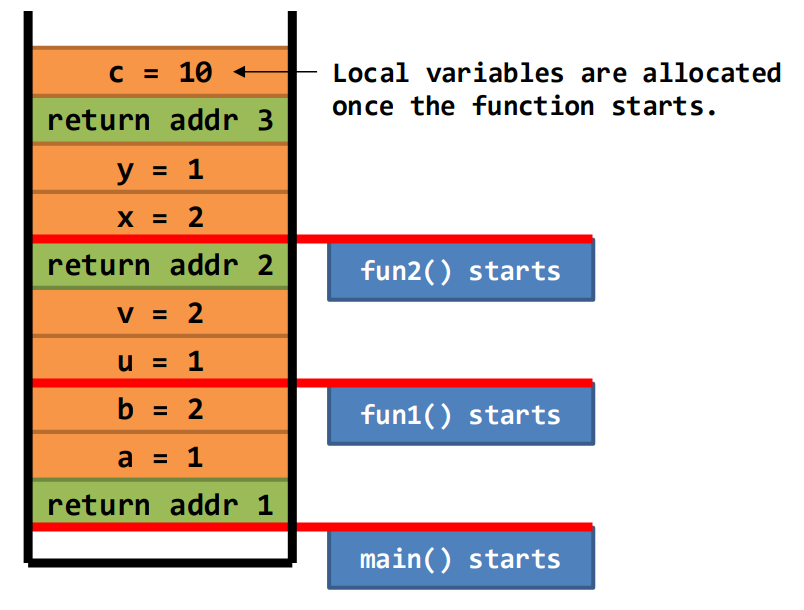 c = 10
Local variables are allocated
once the function starts.
return addr 3
y = 1
x = 2
return addr 2
fun2() starts
v = 2
u = 1
b = 2
fun1() starts
a = 1
return addr 1
main() starts